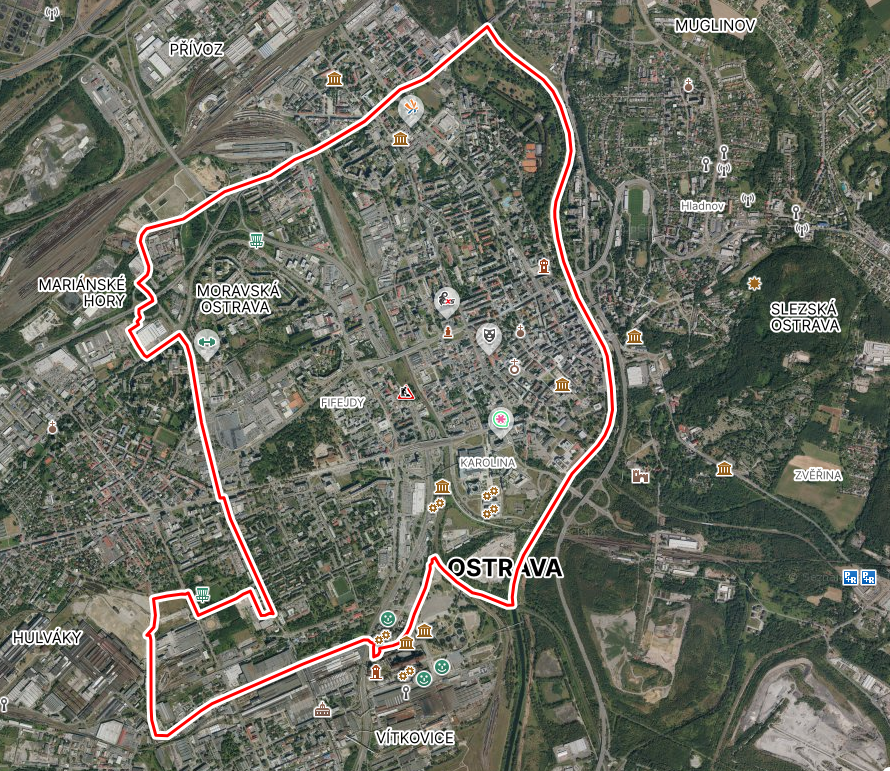 MUGLINOV
PŘÍVOZ
Hladnov
MARIÁNSKÉ
HORY
MORAVSKÁ
OSTRAVA
SLEZSKÁ
OSTRAVA
FIFEJDY
KAROLINA
ZVĚŘINA
OSTRAVA
HULVÁKY
VÍTKOVICE